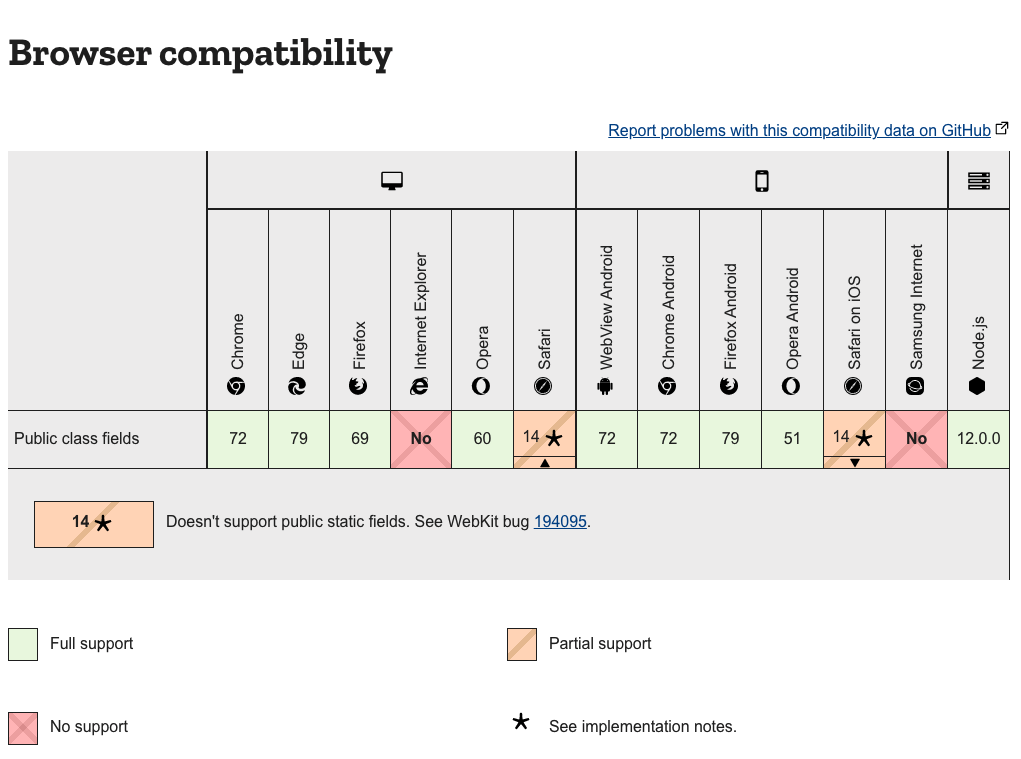 Browser compatibility
Report problems with this compatibility data on GitHub
Chrome
Edge
Firefox
Internet Explorer
Opera
Safari
WebView Android
Chrome Android
Firefox Android
Opera Android
Safari on iOS
Samsung Internet
Node.js
Public class fields 72 79 69 No 60 14 72 72 79 51 14 No 12.0.0
14 Doesn't support public static fields. See WebKit bug 194095.
Full support Partial support
No support See implementation notes.